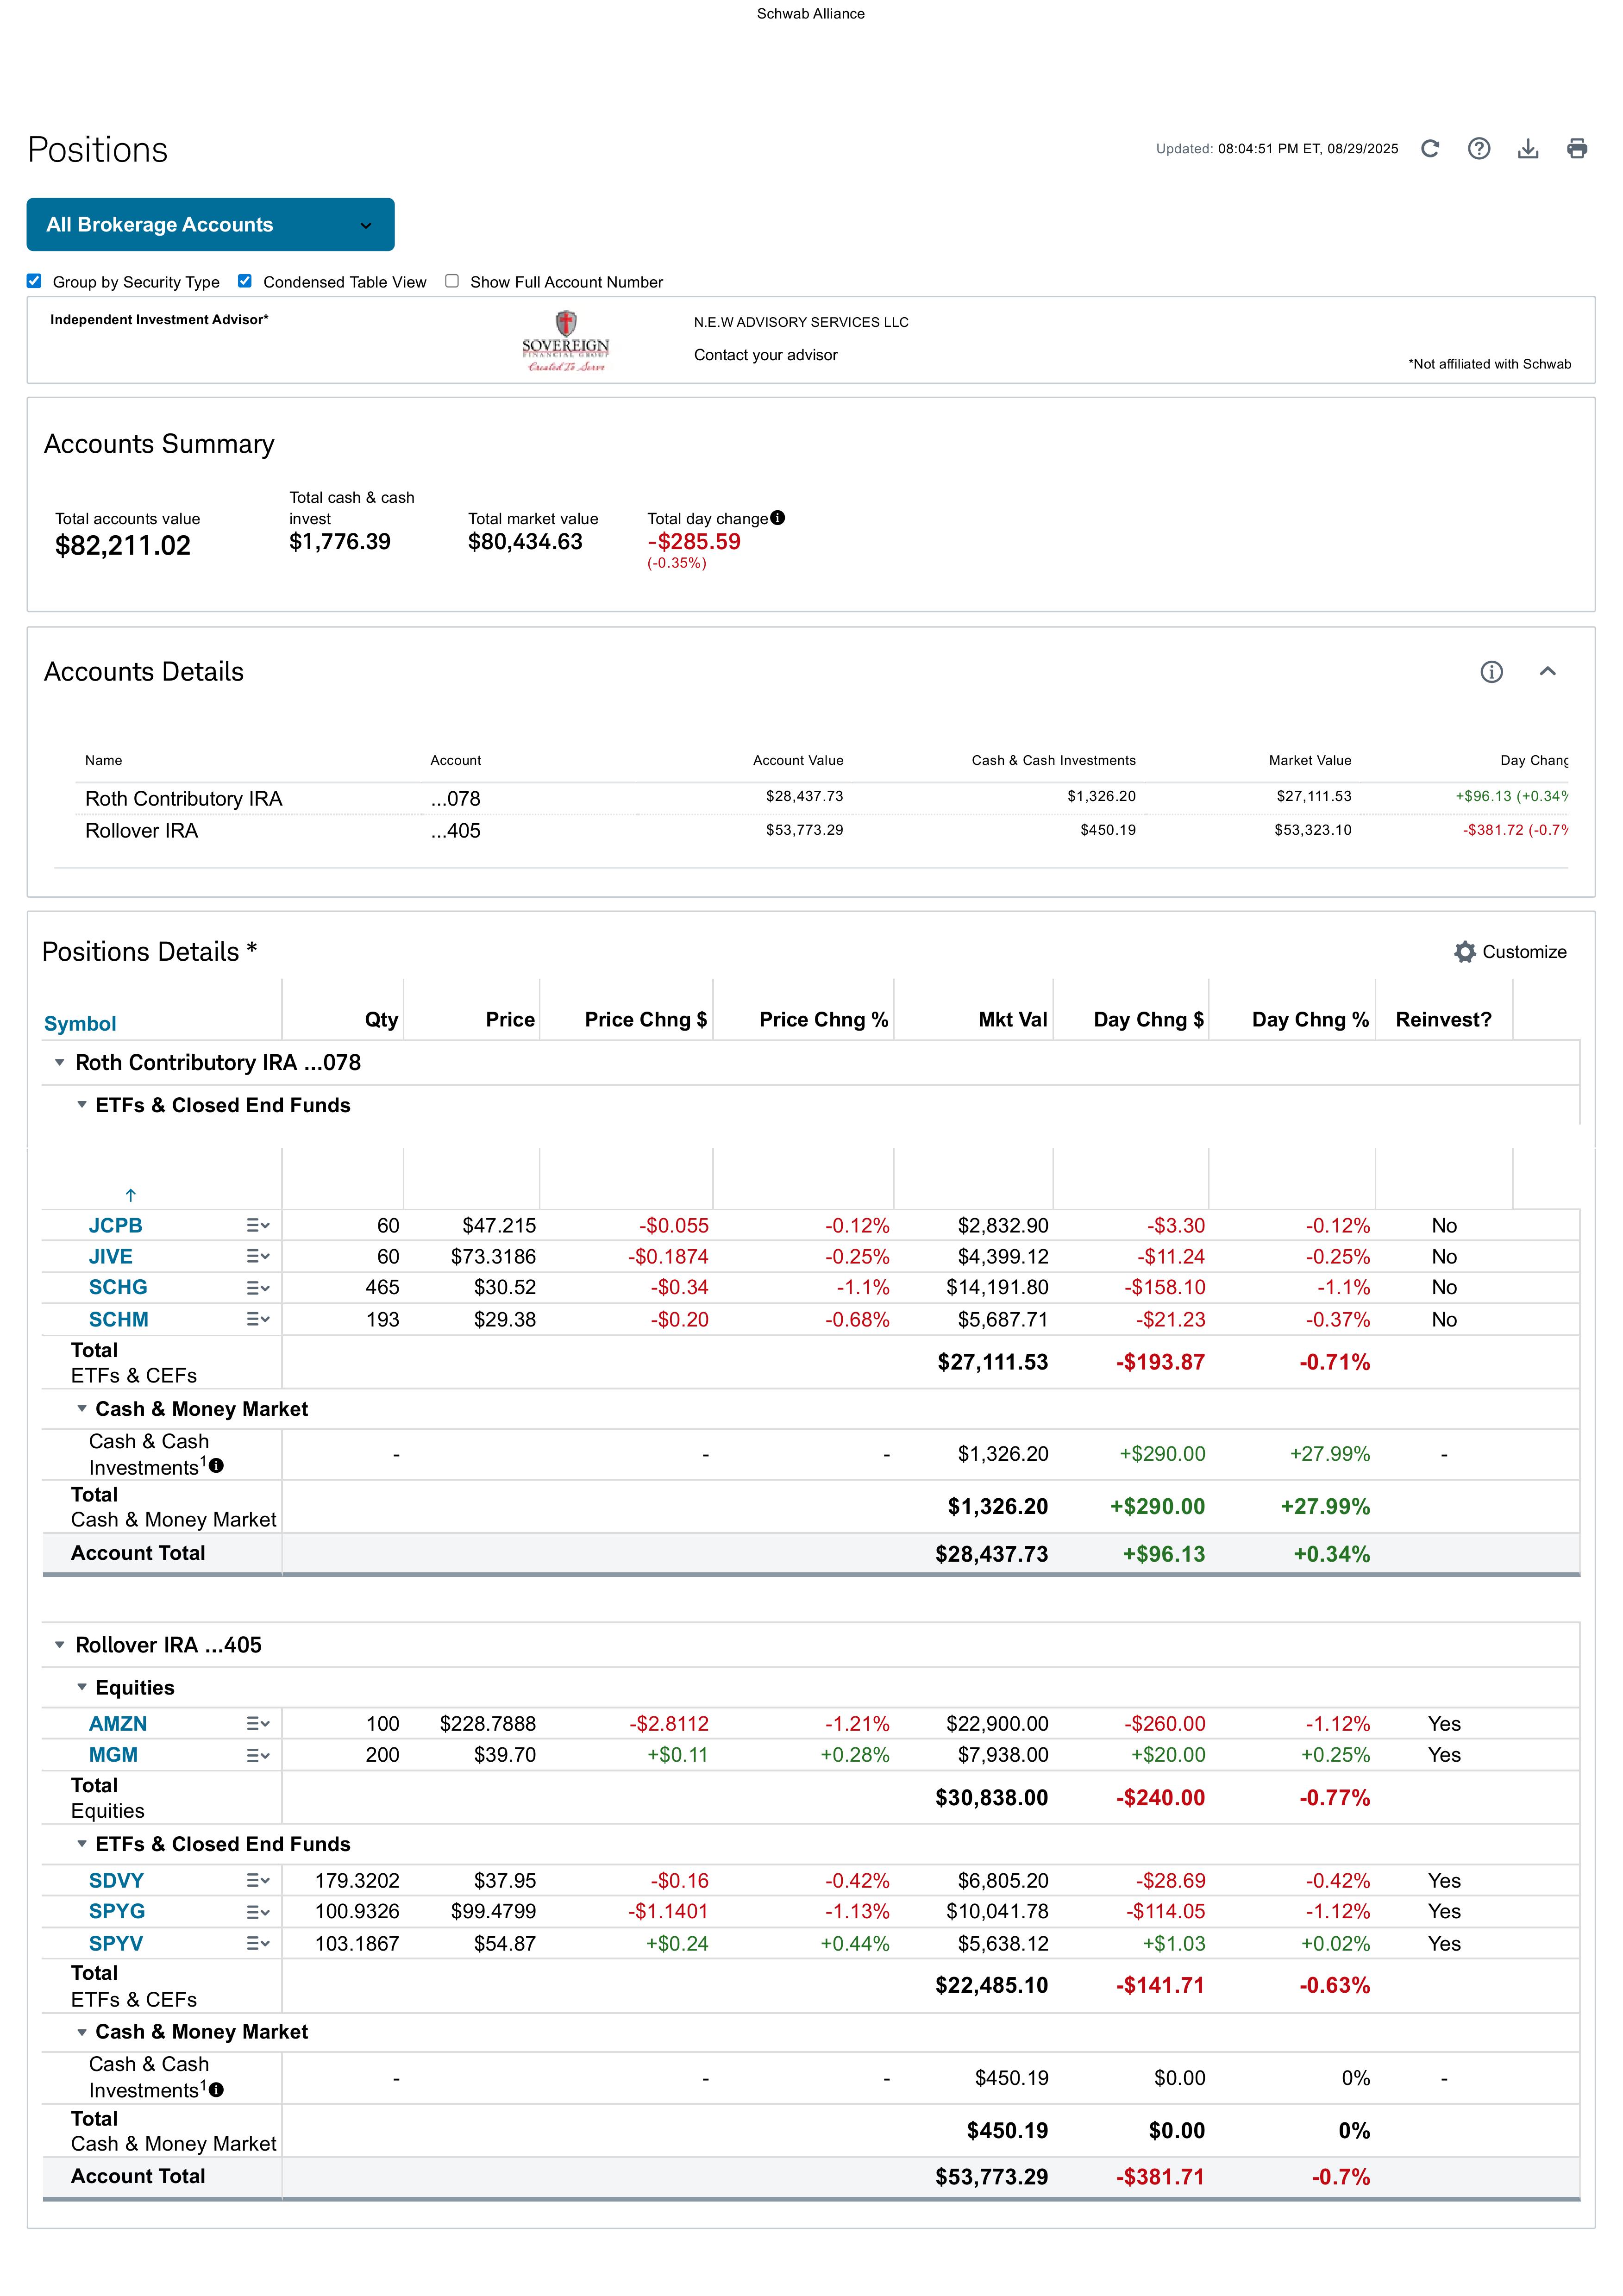 Schwab Alliance
Positions
Updated: 08:04:51 PM ET, 08/29/2025
All Brokerage Accounts
Group by Security Type Condensed Table View Show Full Account Number
Independent Investment Advisor*
SOVEREIGN
FINANCIAL GROUP
Created To Serve
N.E.W ADVISORY SERVICES LLC
Contact your advisor
*Not affiliated with Schwab
Accounts Summary
Total accounts value
$82,211.02
Total cash & cash
invest
$1,776.39
Total market value
$80,434.63
Total day change
-$285.59
(-0.35%)
Accounts Details
Name Account Account Value Cash & Cash Investments Market Value Day Chang
Roth Contributory IRA ...078 $28,437.73 $1,326.20 $27,111.53 +$96.13 (+0.34%
Rollover IRA ...405 $53,773.29 $450.19 $53,323.10 -$381.72 (-0.7%
Positions Details *
Customize
Symbol Qty Price Price Chng $ Price Chng % Mkt Val Day Chng $ Day Chng % Reinvest?
Roth Contributory IRA ...078
ETFs & Closed End Funds
JCPB 60 $47.215 -$0.055 -0.12% $2,832.90 -$3.30 -0.12% No
JIVE 60 $73.3186 -$0.1874 -0.25% $4,399.12 -$11.24 -0.25% No
SCHG 465 $30.52 -$0.34 -1.1% $14,191.80 -$158.10 -1.1% No
SCHM 193 $29.38 -$0.20 -0.68% $5,687.71 -$21.23 -0.37% No
Total
ETFs & CEFs $27,111.53 -$193.87 -0.71%
Cash & Money Market
Cash & Cash
Investments1 - - - $1,326.20 +$290.00 +27.99% -
Total
Cash & Money Market $1,326.20 +$290.00 +27.99%
Account Total $28,437.73 +$96.13 +0.34%
Rollover IRA ...405
Equities
AMZN 100 $228.7888 -$2.8112 -1.21% $22,900.00 -$260.00 -1.12% Yes
MGM 200 $39.70 +$0.11 +0.28% $7,938.00 +$20.00 +0.25% Yes
Total
Equities $30,838.00 -$240.00 -0.77%
ETFs & Closed End Funds
SDVY 179.3202 $37.95 -$0.16 -0.42% $6,805.20 -$28.69 -0.42% Yes
SPYG 100.9326 $99.4799 -$1.1401 -1.13% $10,041.78 -$114.05 -1.12% Yes
SPYV 103.1867 $54.87 +$0.24 +0.44% $5,638.12 +$1.03 +0.02% Yes
Total
ETFs & CEFs $22,485.10 -$141.71 -0.63%
Cash & Money Market
Cash & Cash
Investments1 - - - $450.19 $0.00 0% -
Total
Cash & Money Market $450.19 $0.00 0%
Account Total $53,773.29 -$381.71 -0.7%